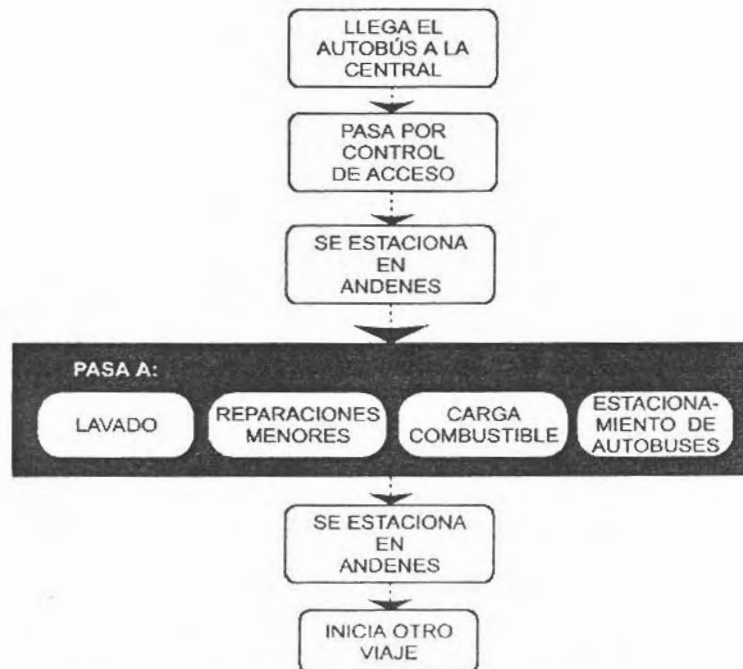 LLEGA EL
AUTOBÚS A LA
CENTRAL
PASA POR
CONTROL
DE ACCESO
SE ESTACIONA
EN
ANDENES
PASA A:
LAVADO
REPARACIONES
MENORES
CARGA
COMBUSTIBLE
ESTACIONA-
MIENTO DE
AUTOBUSES
SE ESTACIONA
EN
ANDENES
INICIA OTRO
VIAJE